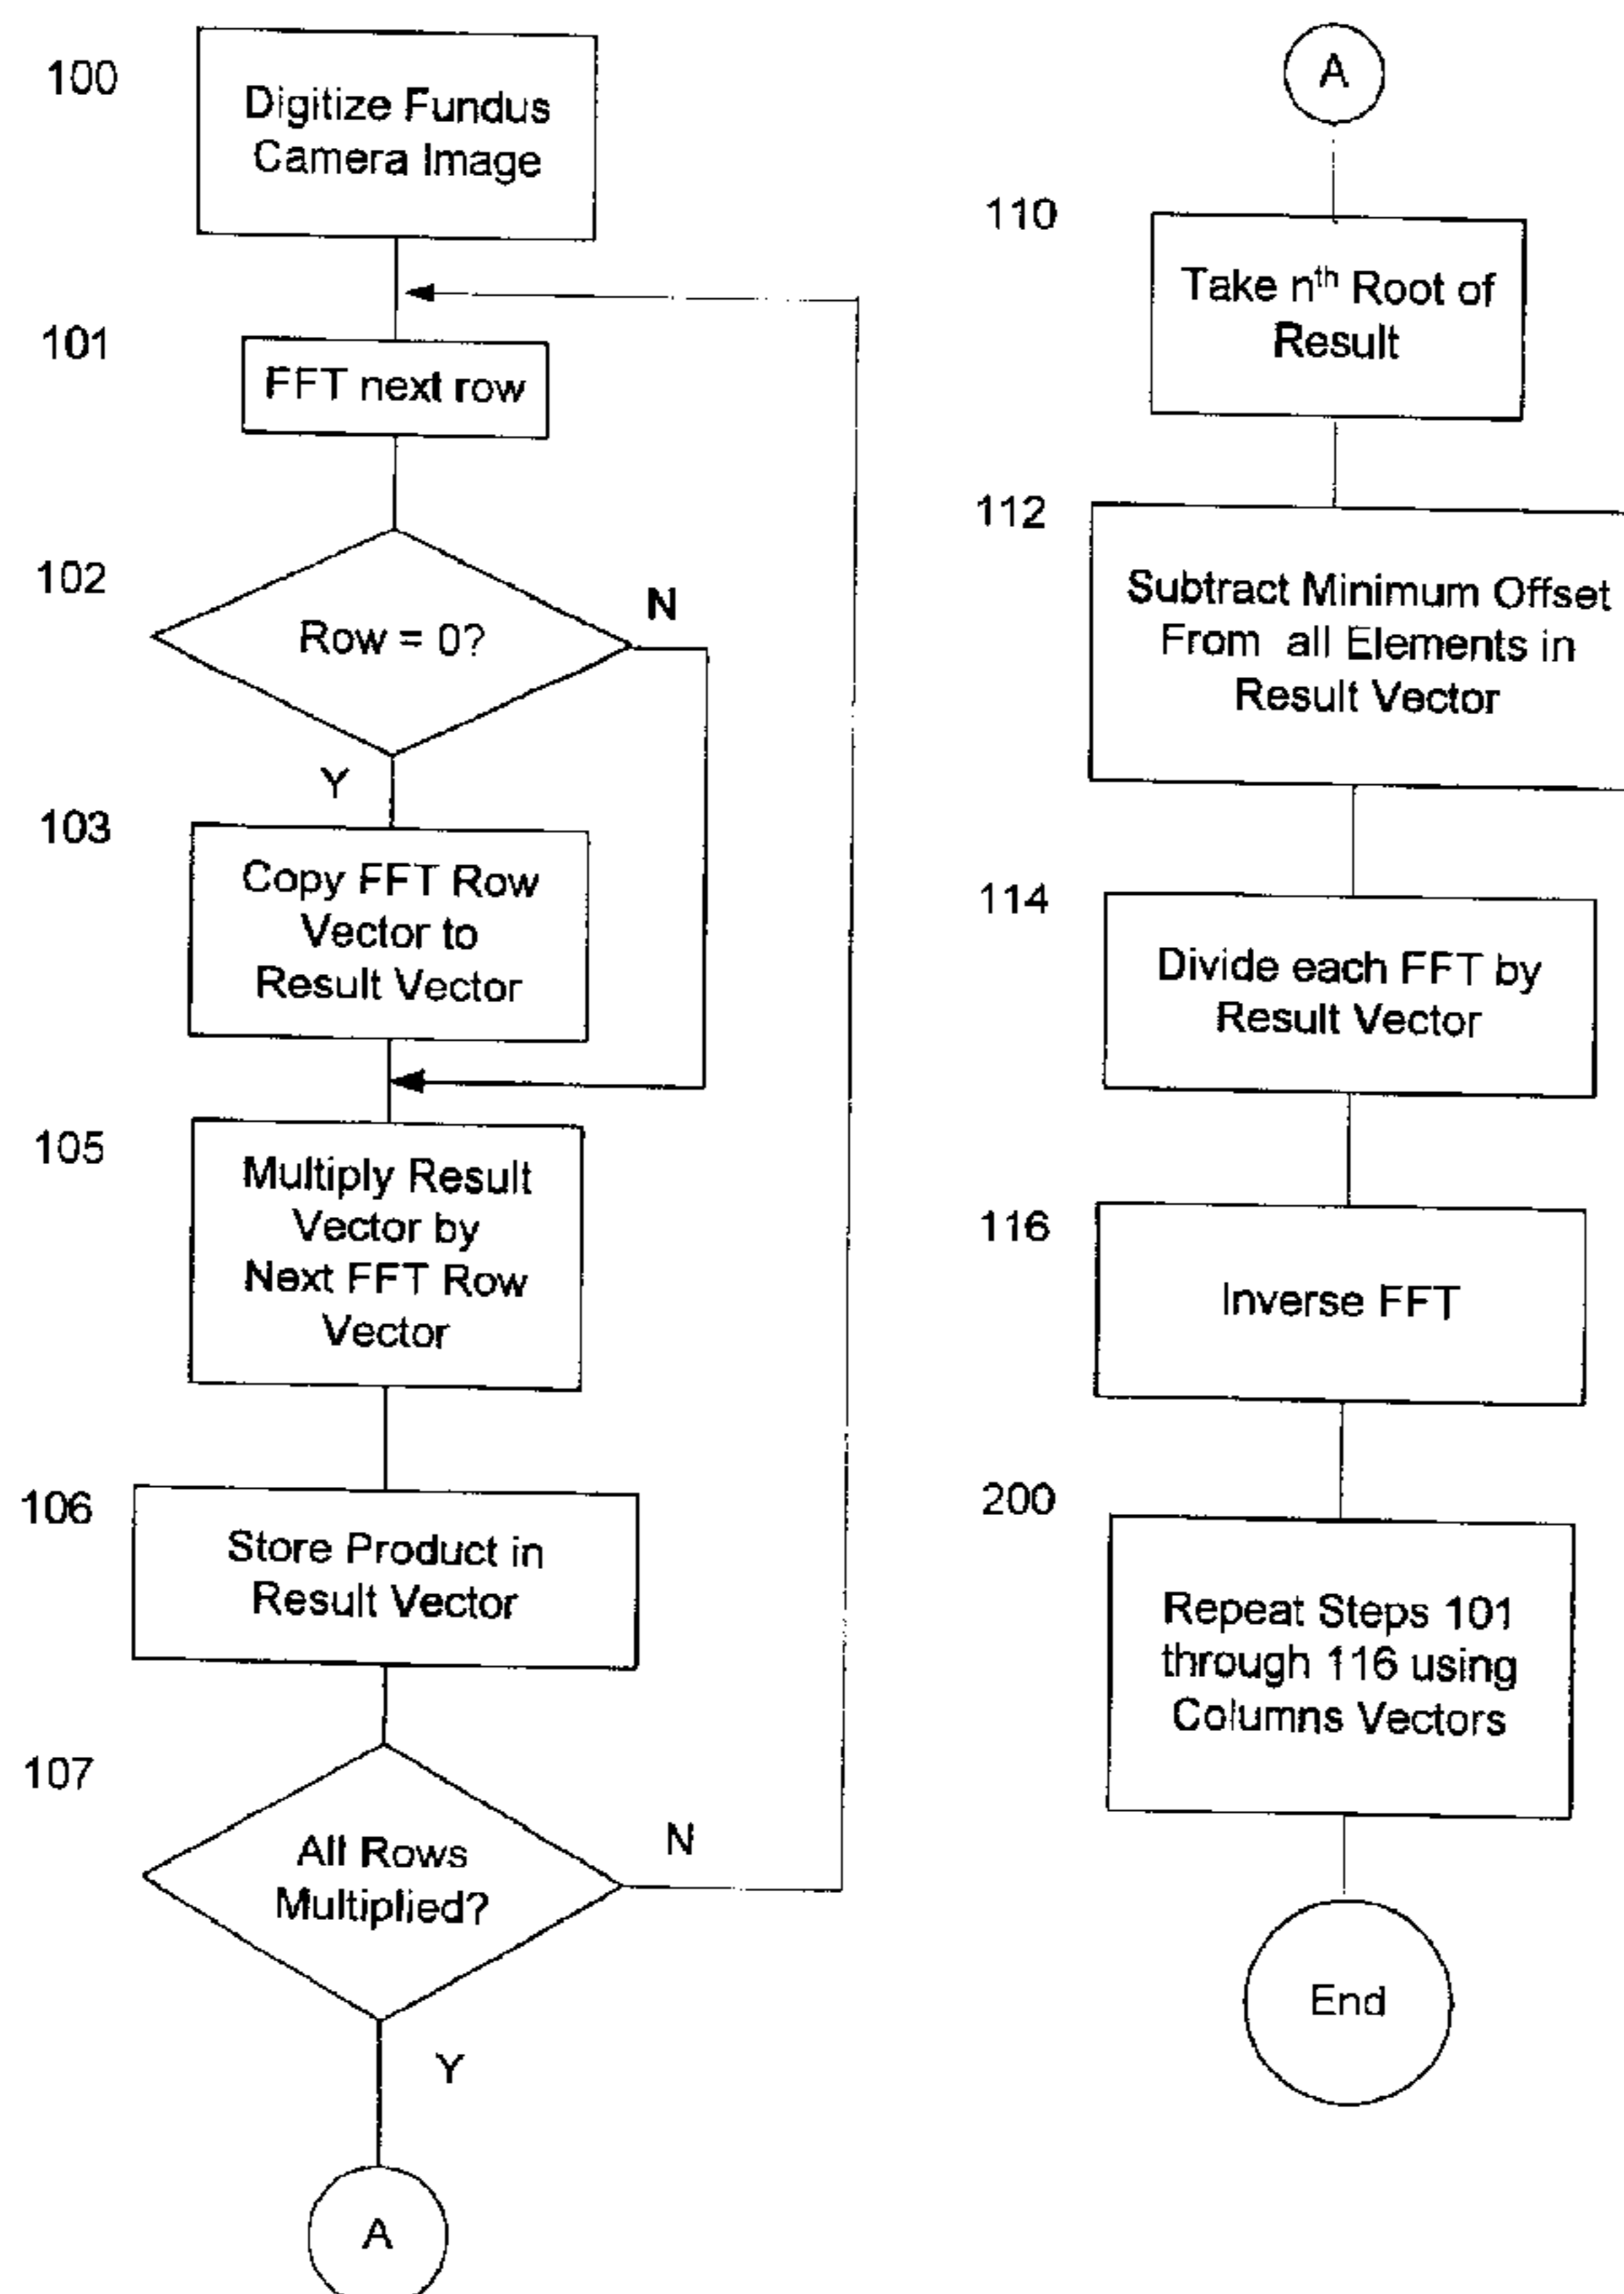 100
Digitize Fundus
Camera Image
101
FFT next row
102
Row = 0?
N
Y
103
Copy FFT Row
Vector to
Result Vector
105
Multiply Result
Vector by
Next FFT Row
Vector
106
Store Product in
Result Vector
107
All Rows
Multiplied?
N
Y
A
A
110
Take nth Root of
Result
112
Subtract Minimum Offset
From all Elements in
Result Vector
114
Divide each FFT by
Result Vector
116
Inverse FFT
200
Repeat Steps 101
through 116 using
Columns Vectors
End